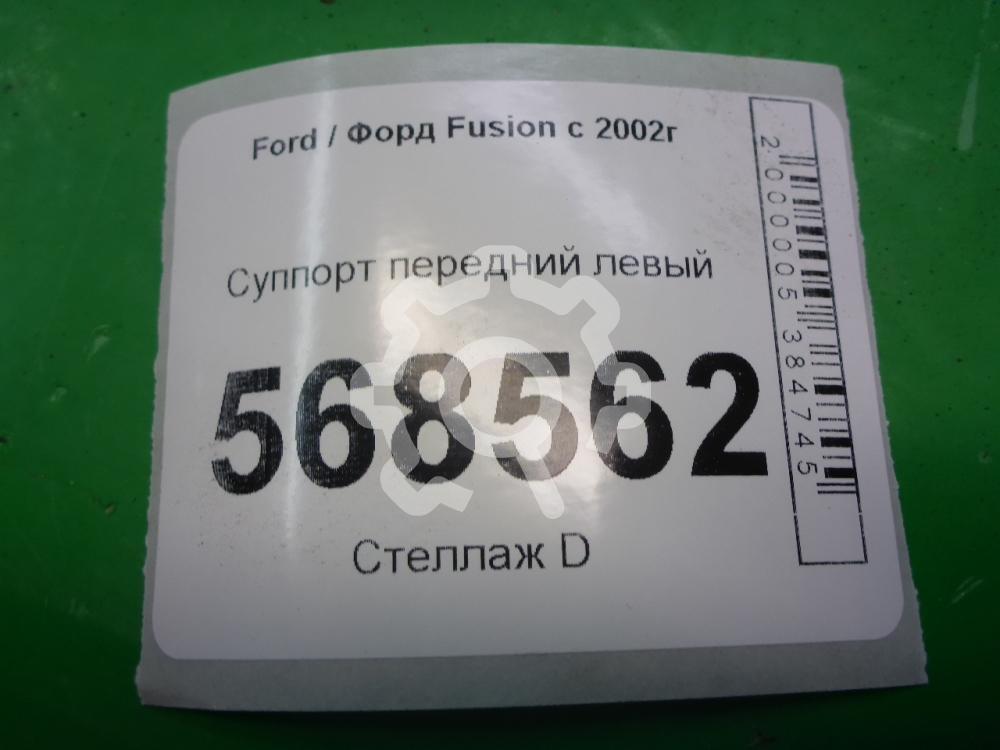 Ford / Форд Fusion с 2002г
Суппорт передний левый
568562
Стеллаж D
2000005384745